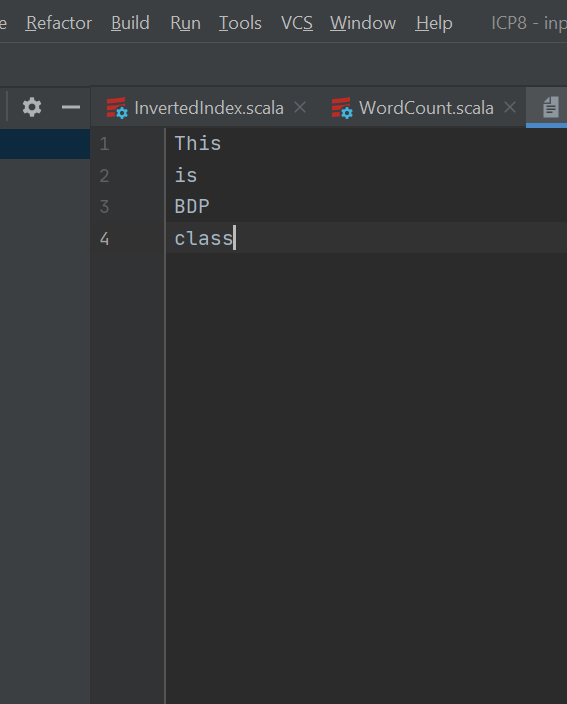 Refactor Build Run Tools VCS Window Help ICP8 - inp
InvertedIndex.scala WordCount.scala
1 This
2 is
3 BDP
4 class